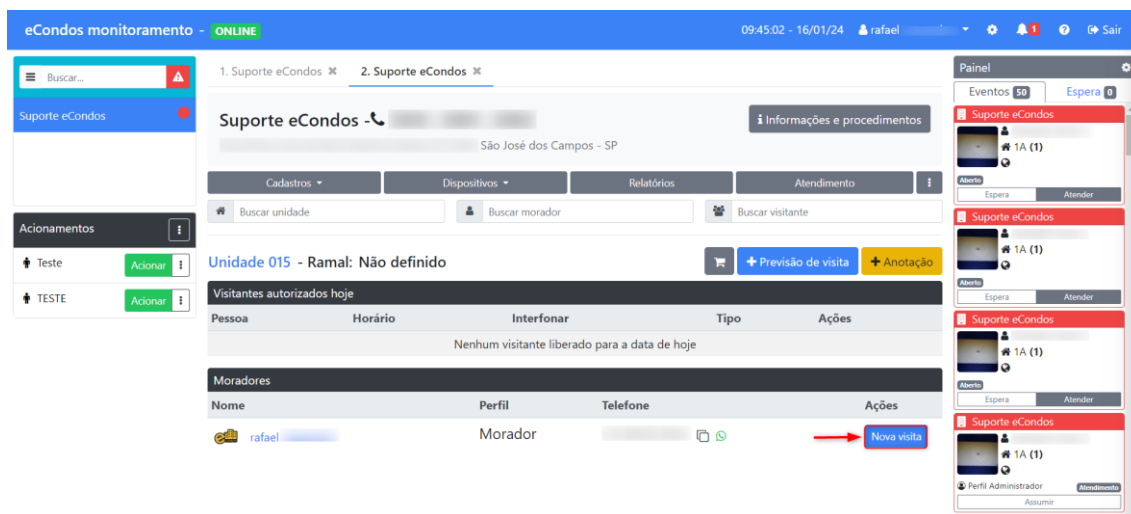 eCondos monitoramento - ONLINE
09:45:02 - 16/01/24 rafael
1 ? Sair
Buscar...
Suporte eCondos
Acionamentos
Teste Acionar
TESTE Acionar
1. Suporte eCondos ✖ 2. Suporte eCondos ✖
Suporte eCondos -
i Informações e procedimentos
São José dos Campos - SP
Cadastros Dispositivos Relatórios Atendimento
Buscar unidade Buscar morador Buscar visitante
Unidade 015 - Ramal: Não definido
+ Previsão de visita + Anotação
Visitantes autorizados hoje
Pessoa Horário Interfonar Tipo Ações
Nenhum visitante liberado para a data de hoje
Moradores
Nome Perfil Telefone Ações
rafael Morador Nova visita
Painel
Eventos 50 Espera 0
Suporte eCondos
1A (1)
Aberto
Espera Atender
Suporte eCondos
1A (1)
Aberto
Espera Atender
Suporte eCondos
1A (1)
Aberto
Espera Atender
Suporte eCondos
1A (1)
Perfil Administrador Atendimento
Assumir